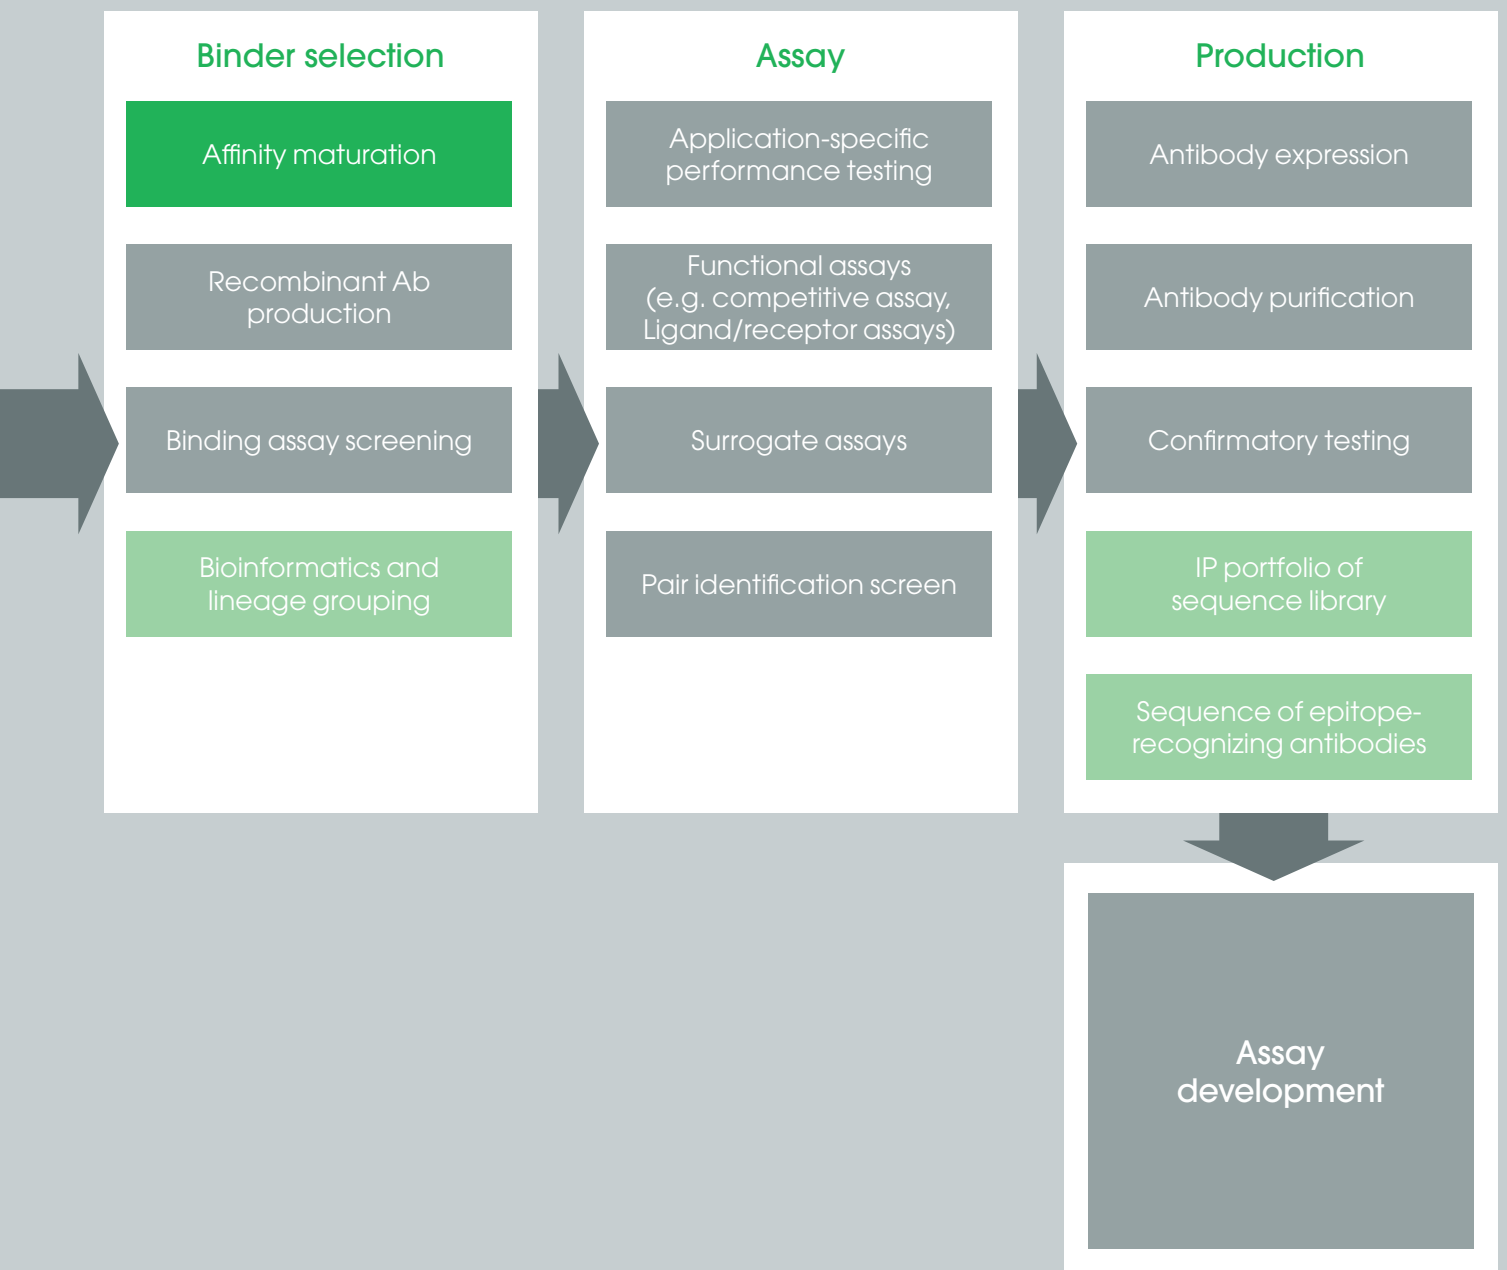 Binder selection
Affinity maturation
Recombinant Ab
production
Binding assay screening
Bioinformatics and
lineage grouping
Assay
Application-specific
performance testing
Functional assays
(e.g. competitive assay,
Ligand/receptor assays)
Surrogate assays
Pair identification screen
Production
Antibody expression
Antibody purification
Confirmatory testing
IP portfolio of
sequence library
Sequence of epitope-
recognizing antibodies
Assay
development